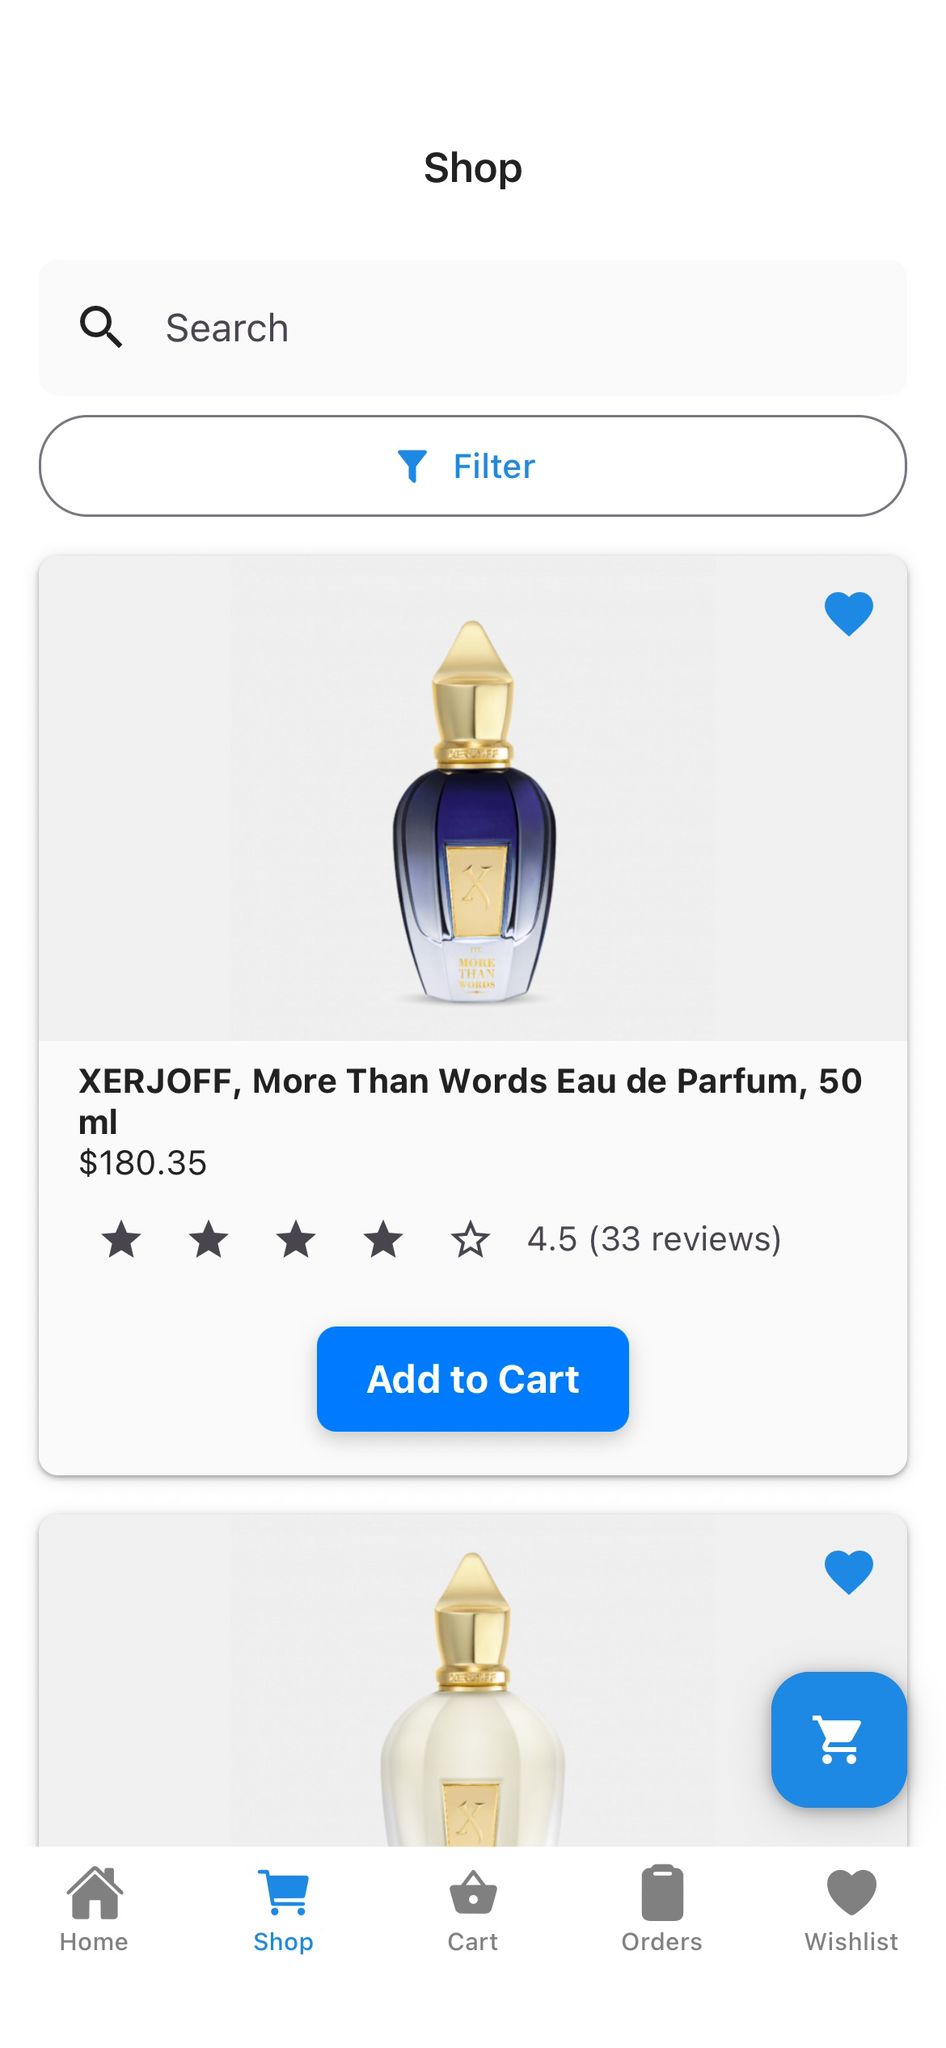 Shop
Search
Filter
XERJOFF
X
MORE
THAN
WORDS
XERJOFF, More Than Words Eau de Parfum, 50
ml
$180.35
4.5 (33 reviews)
Add to Cart
XERJOFF
X
Home
Shop
Cart
Orders
Wishlist